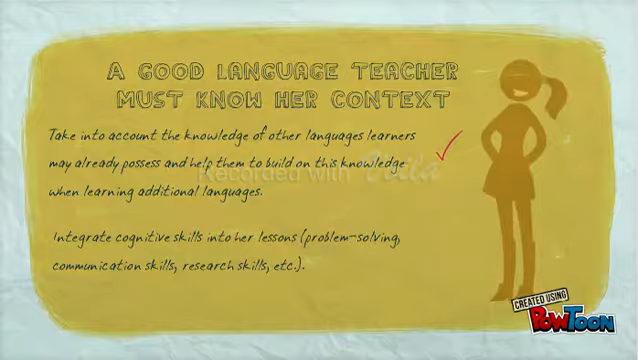 A GOOD LANGUAGE TEACHER
MUST KNOW HER CONTEXT
Take into account the knowledge of other languages learners
may already possess and help them to build on this knowledge
when learning additional languages.
Recorded with
Integrate cognitive skills into her lessons (problem-solving,
communication skills, research skills, etc.).
CREATED USING
POWTOON